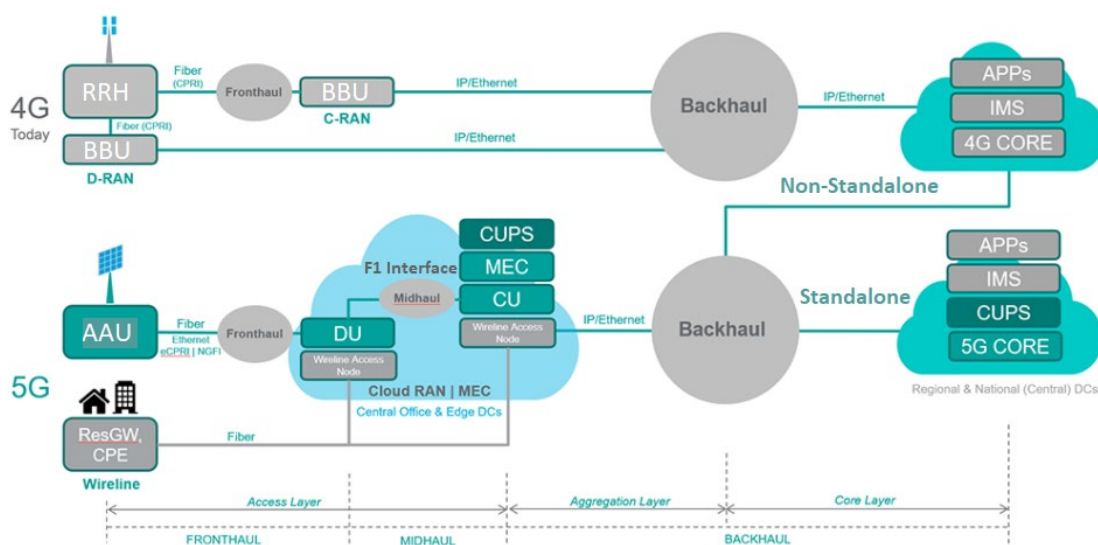 4G
Today
RRH
Fiber
(CPRI)
Fronthaul
BBU
C-RAN
IP/Ethernet
Backhaul
IP/Ethernet
APPs
IMS
4G CORE
Fiber (CPRI)
BBU
D-RAN
IP/Ethernet
Non-Standalone
5G
AAU
Fiber
Ethernet
eCPRI | NGFI
Fronthaul
DU
Wireline Access
Node
F1 Interface
Midhaul
CUPS
MEC
CU
Wireline Access
Node
Cloud RAN | MEC
Central Office & Edge DCs
IP/Ethernet
Backhaul
Standalone
APPs
IMS
CUPS
5G CORE
Regional & National (Central) DCs
ResGW,
CPE
Wireline
Fiber
Access Layer
Aggregation Layer
Core Layer
FRONTHAUL
MIDHAUL
BACKHAUL